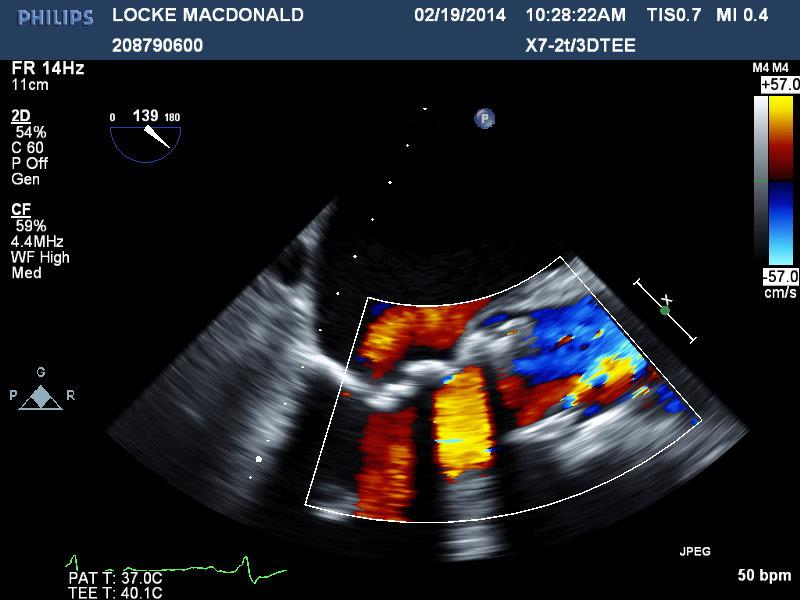 PHILIPS LOCKE MACDONALD 02/19/2014 10:28:22AM TIS0.7 MI 0.4
208790600 X7-2t/3DTEE
FR 14Hz
11cm
M4 M4
+57.0
2D
54%
C 60
P Off
Gen
0 139 180
P
CF
59%
4.4MHz
WF High
Med
-57.0
cm/s
X
G
P R
JPEG
PAT T: 37.0C
TEE T: 40.1C
50 bpm